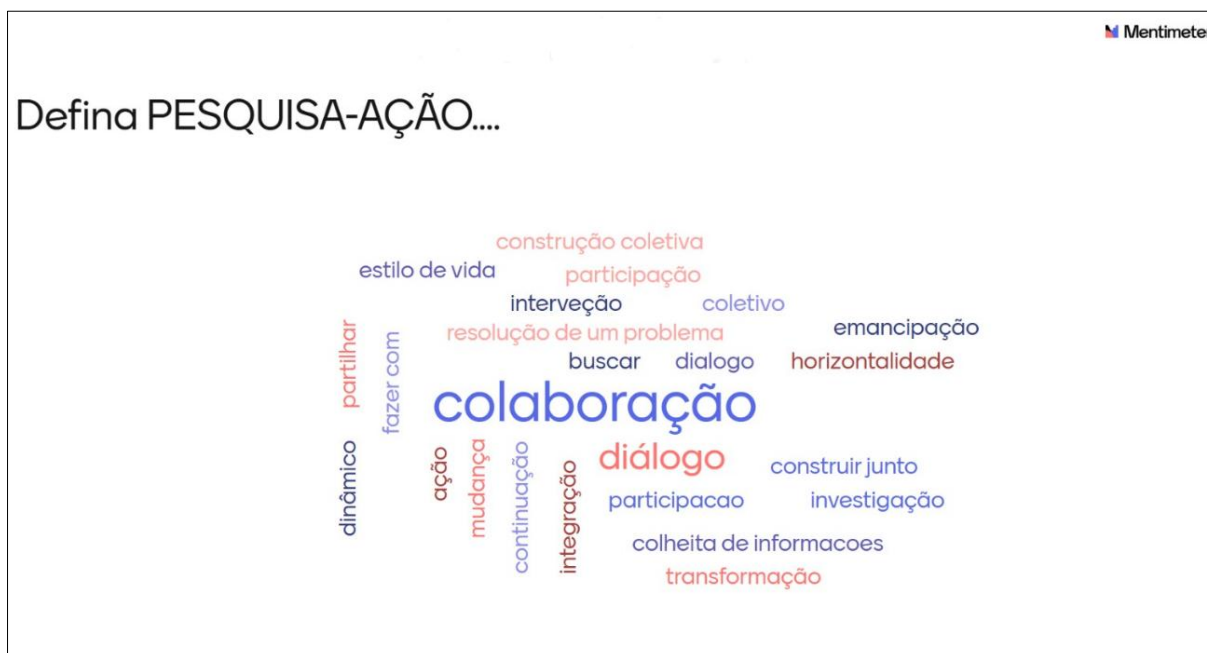 Mentimeter
Defina PESQUISA-AÇÃO....
construção coletiva
estilo de vida
participação
interveção
coletivo
emancipação
resolução de um problema
partilhar
fazer com
buscar
dialogo
horizontalidade
colaboração
dinâmico
ação
mudança
continuação
integração
diálogo
construir junto
participacao
investigação
colheita de informacoes
transformação